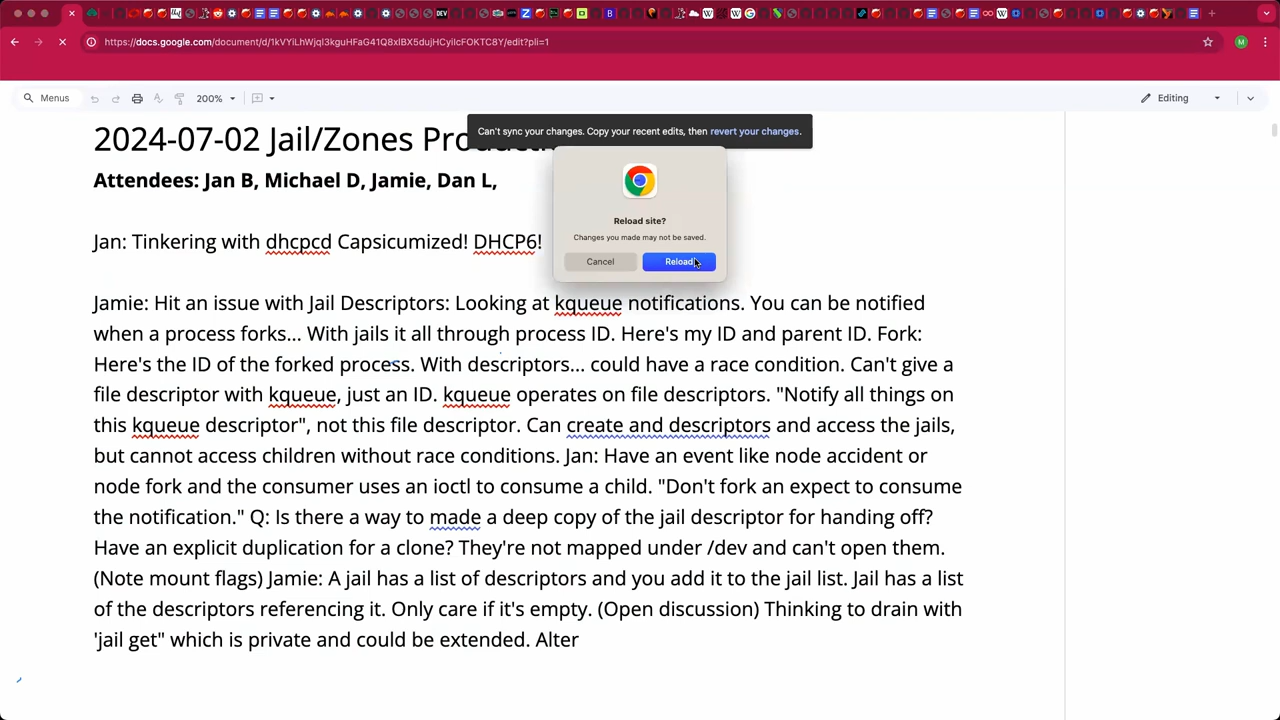 DEV
https://docs.google.com/document/d/1kVYiLhWjqI3kguHFaG41Q8xlBX5dujHCyiIcFOKTC8Y/edit?pli=1
M
Menus
200%
Editing
2024-07-02 Jail/Zones Product
Can't sync your changes. Copy your recent edits, then revert your changes.
Attendees: Jan B, Michael D, Jamie, Dan L,
Reload site?
Changes you made may not be saved.
Cancel
Reload
Jan: Tinkering with dhcpcd Capsicumized! DHCP6!
Jamie: Hit an issue with Jail Descriptors: Looking at kqueue notifications. You can be notified
when a process forks... With jails it all through process ID. Here's my ID and parent ID. Fork:
Here's the ID of the forked process. With descriptors... could have a race condition. Can't give a
file descriptor with kqueue, just an ID. kqueue operates on file descriptors. "Notify all things on
this kqueue descriptor", not this file descriptor. Can create and descriptors and access the jails,
but cannot access children without race conditions. Jan: Have an event like node accident or
node fork and the consumer uses an ioctl to consume a child. "Don't fork an expect to consume
the notification." Q: Is there a way to made a deep copy of the jail descriptor for handing off?
Have an explicit duplication for a clone? They're not mapped under /dev and can't open them.
(Note mount flags) Jamie: A jail has a list of descriptors and you add it to the jail list. Jail has a list
of the descriptors referencing it. Only care if it's empty. (Open discussion) Thinking to drain with
'jail get" which is private and could be extended. Alter